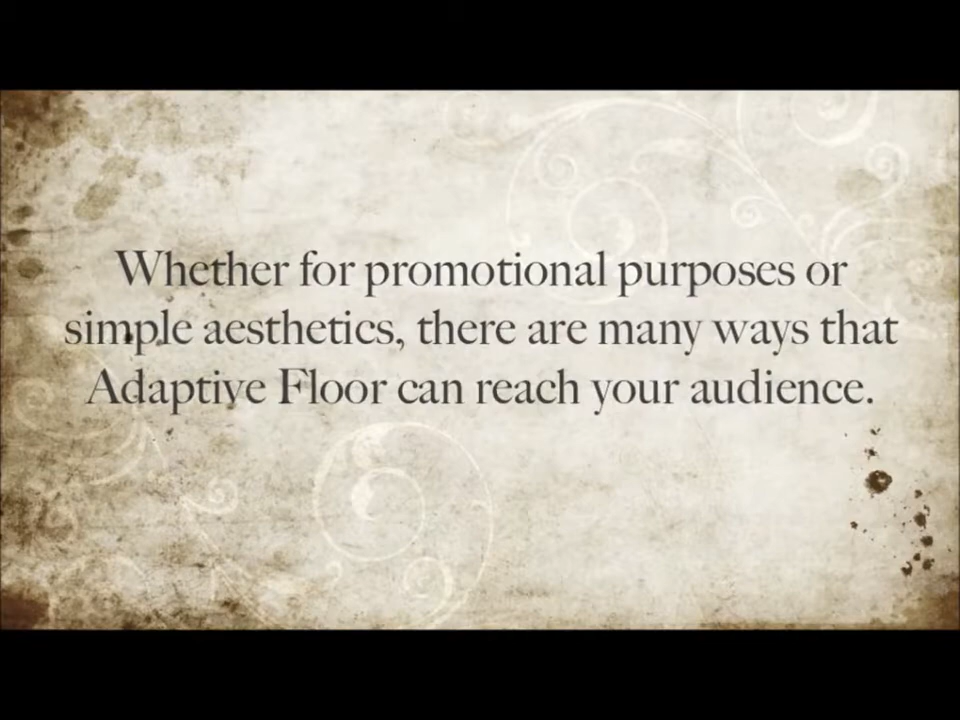 Whether for promotional purposes or
simple aesthetics, there are many ways that
Adaptive Floor can reach your audience.